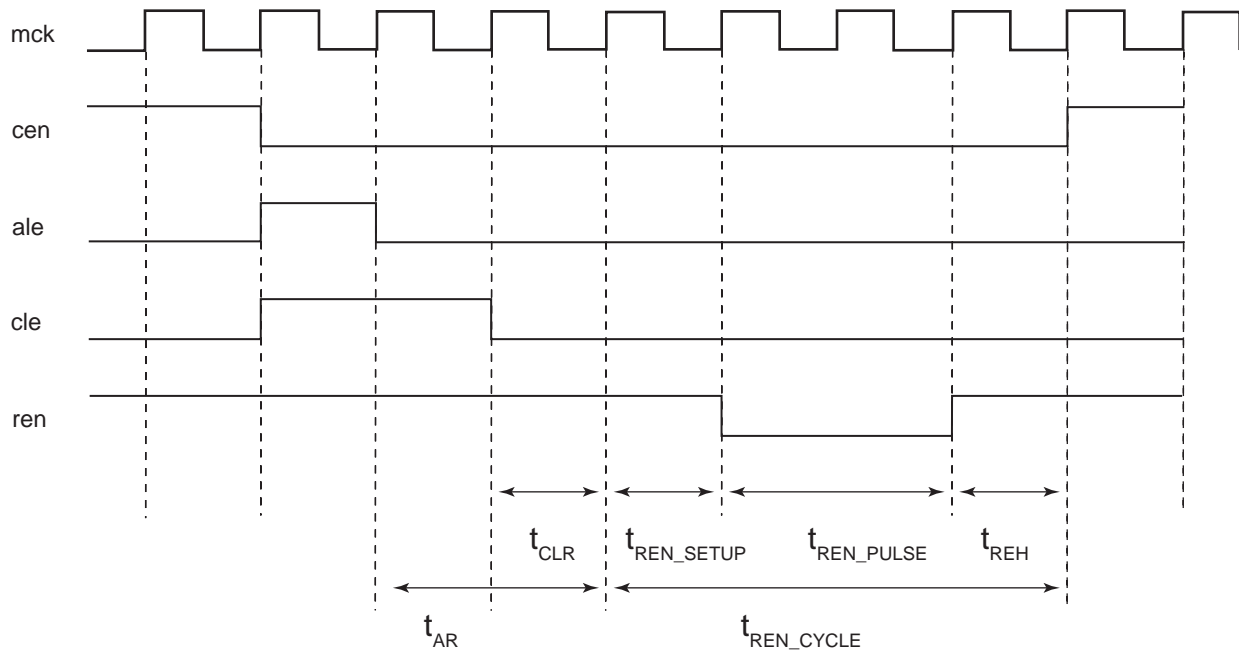 mck
cen
ale
cle
ren
tCLR tREN_SETUP tREN_PULSE tREH
tAR tREN_CYCLE